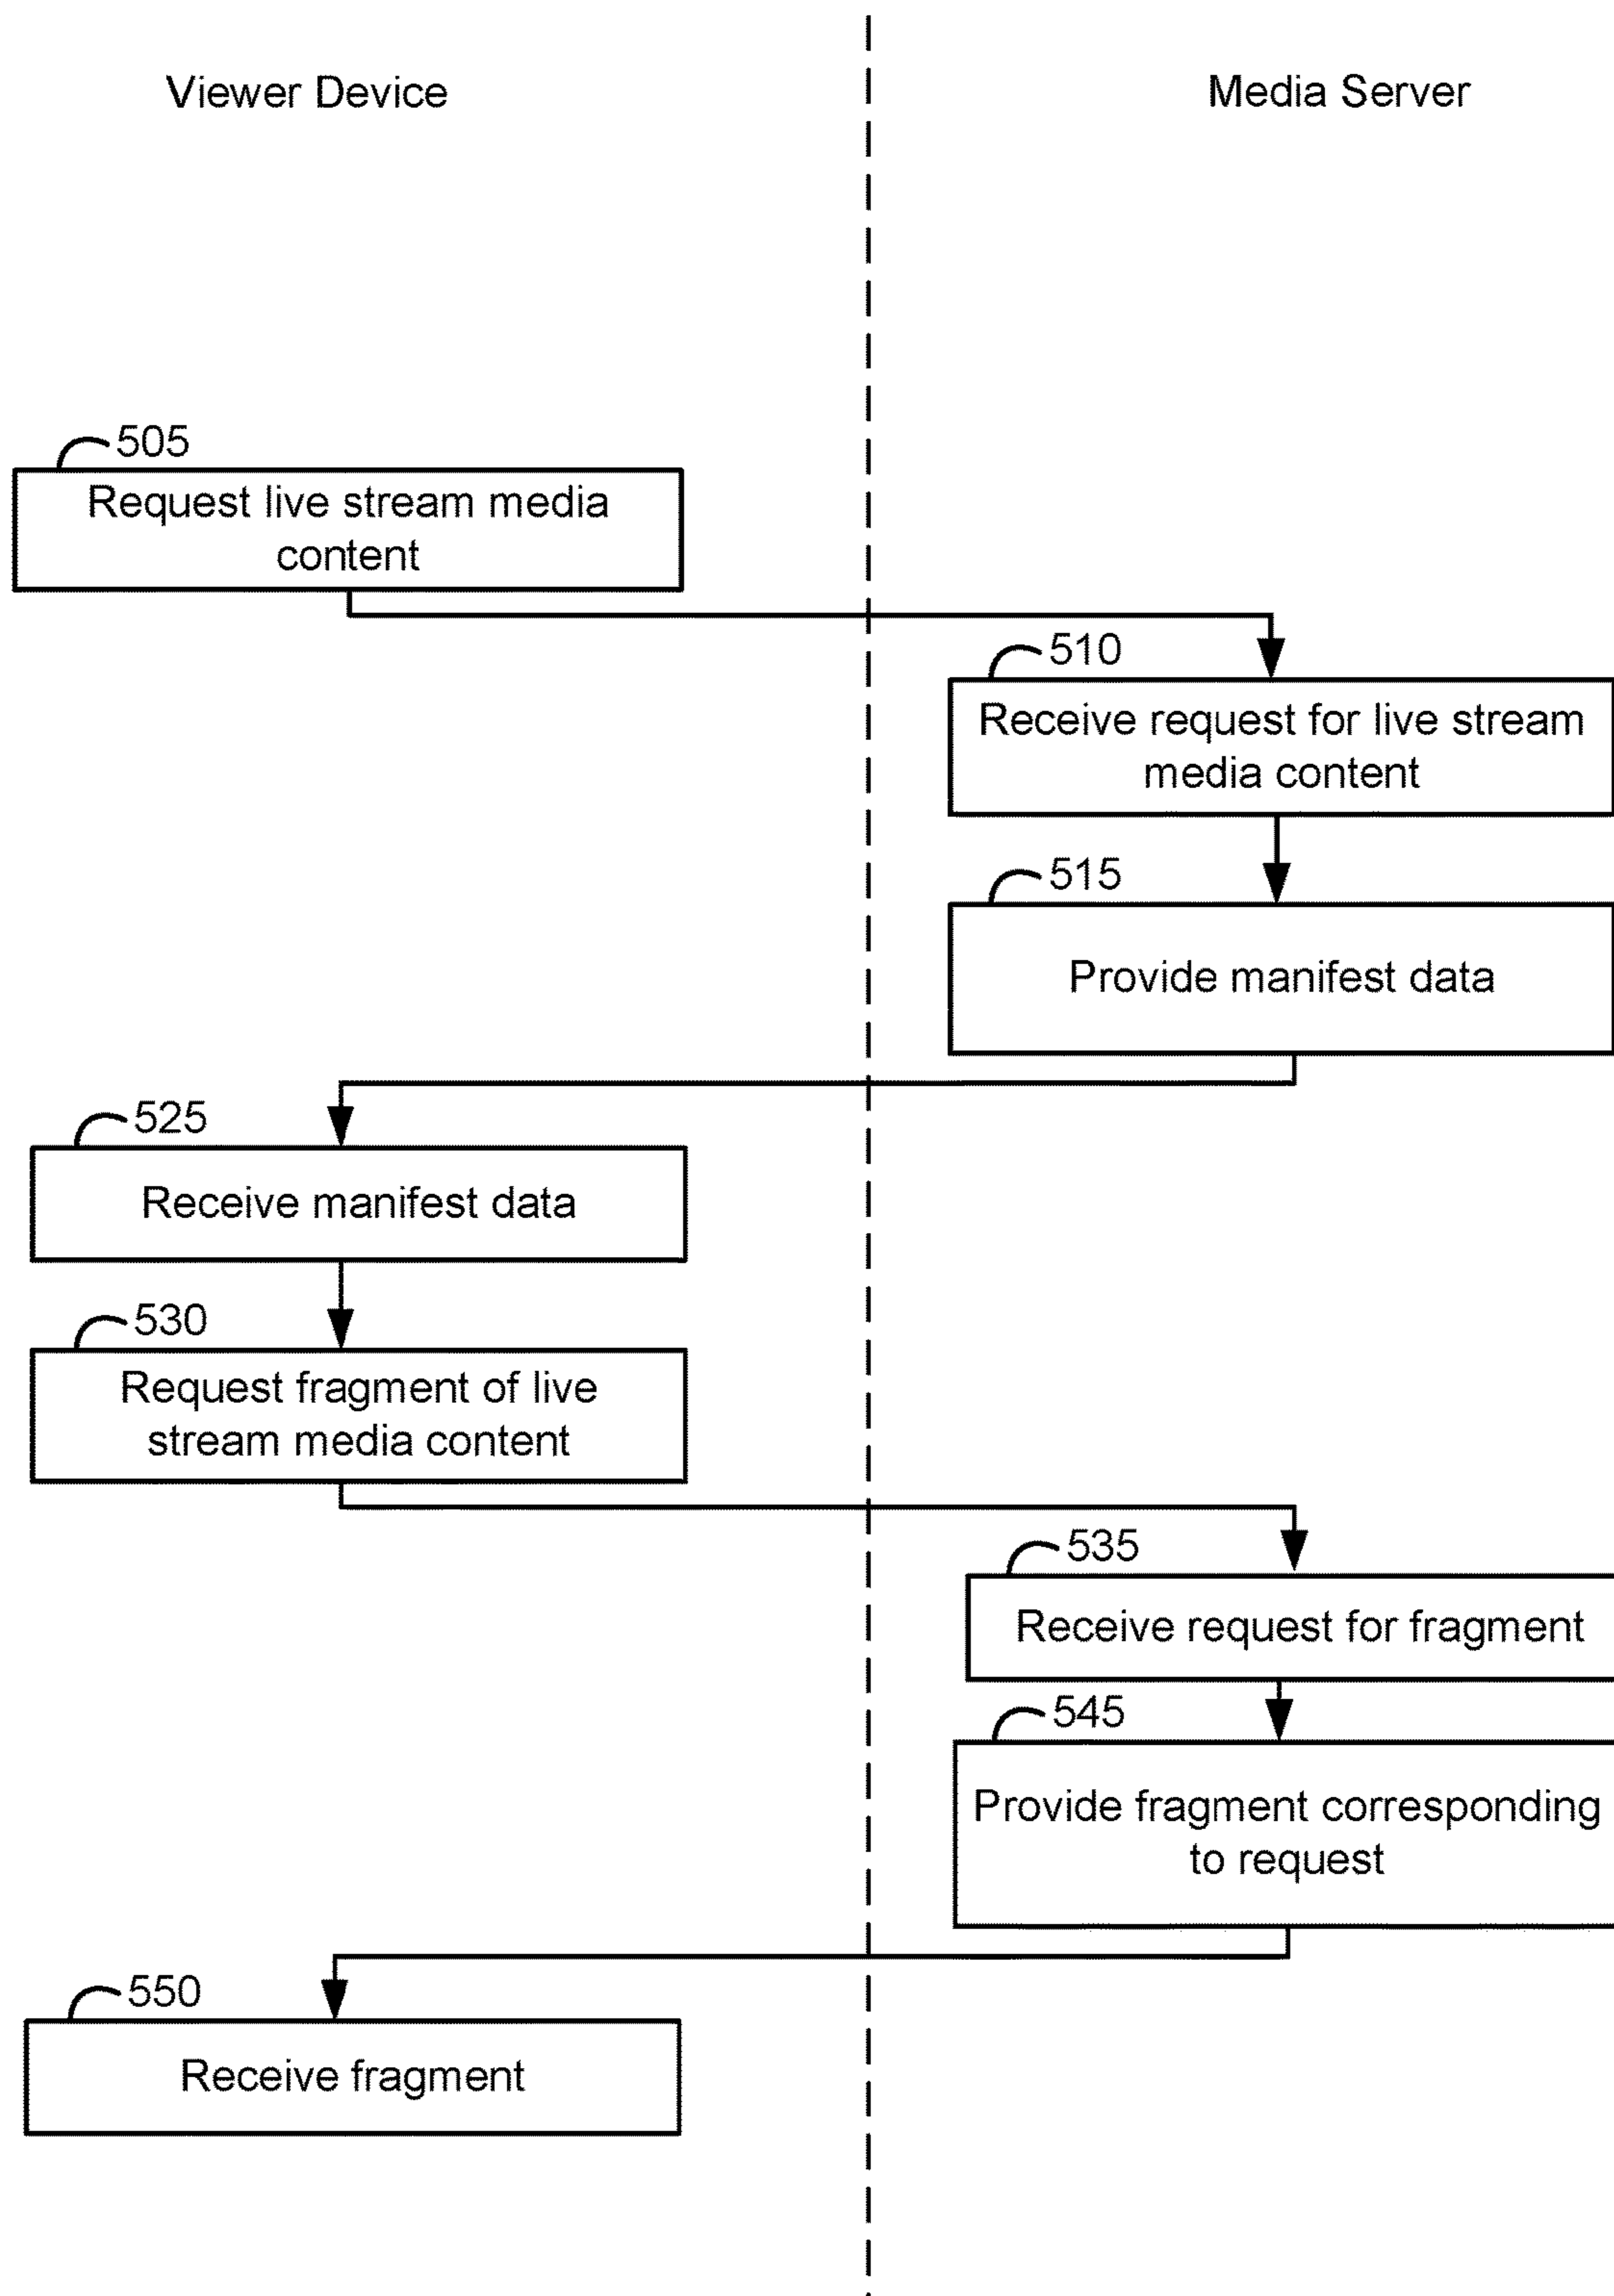 Viewer Device
Media Server
505
Request live stream media
content
510
Receive request for live stream
media content
515
Provide manifest data
525
Receive manifest data
530
Request fragment of live
stream media content
535
Receive request for fragment
545
Provide fragment corresponding
to request
550
Receive fragment